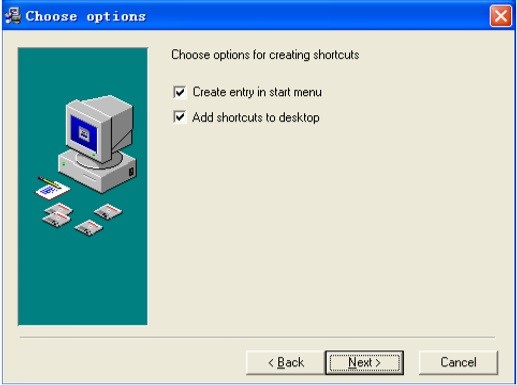 Choose options
Choose options for creating shortcuts
Create entry in start menu
Add shortcuts to desktop
< Back
Next >
Cancel